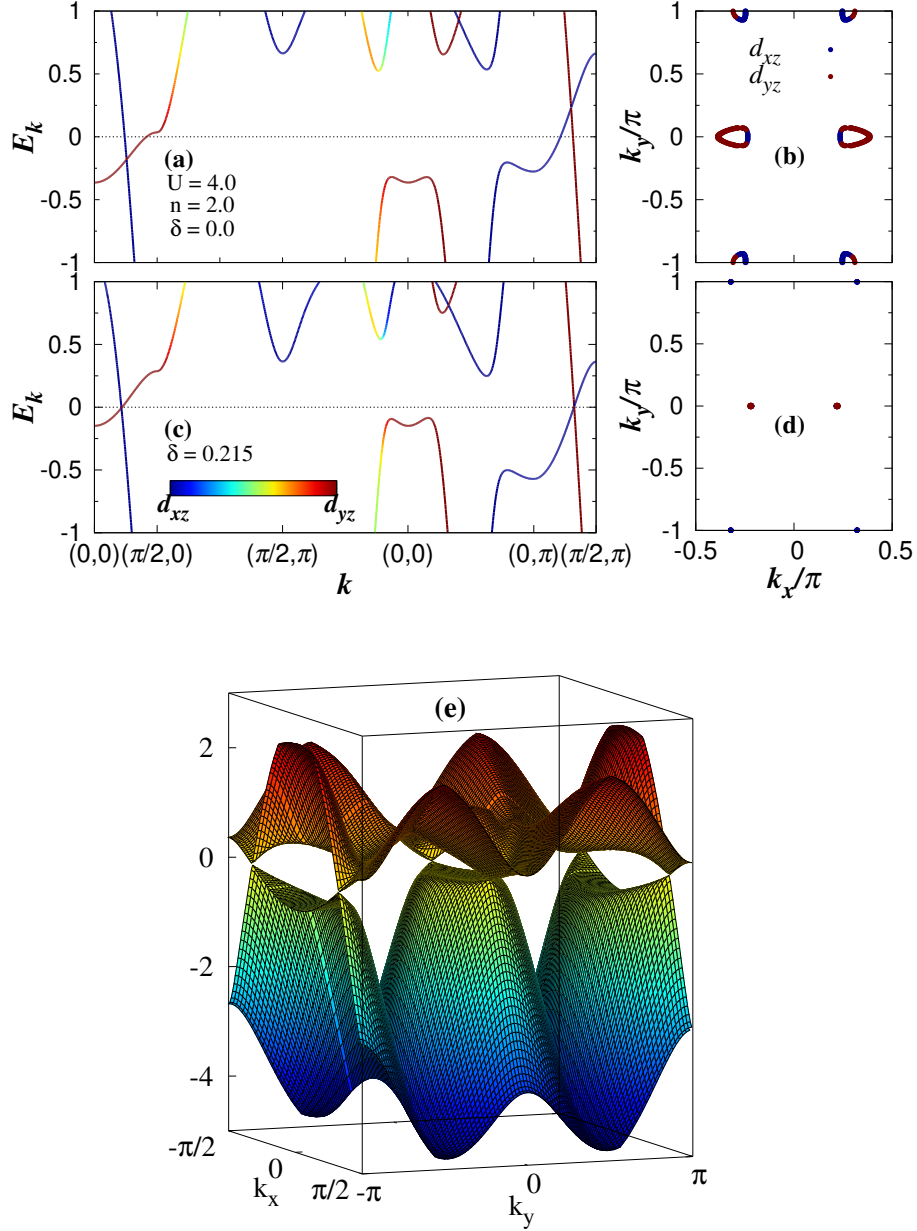 1
0.5
0
-0.5
-1
E_k
(a)
U = 4.0
n = 2.0
δ = 0.0
1
0.5
0
-0.5
-1
k_y/π
d_xz
d_yz
(b)
1
0.5
0
-0.5
-1
E_k
(c)
δ = 0.215
d_xz
d_yz
(0,0)
(π/2,0)
(π/2,π)
(0,0)
(0,π)
(π/2,π)
k
1
0.5
0
-0.5
-1
k_y/π
(d)
-0.5
0
0.5
k_x/π
(e)
2
0
-2
-4
-π/2
0
π/2
k_x
-π
0
π
k_y